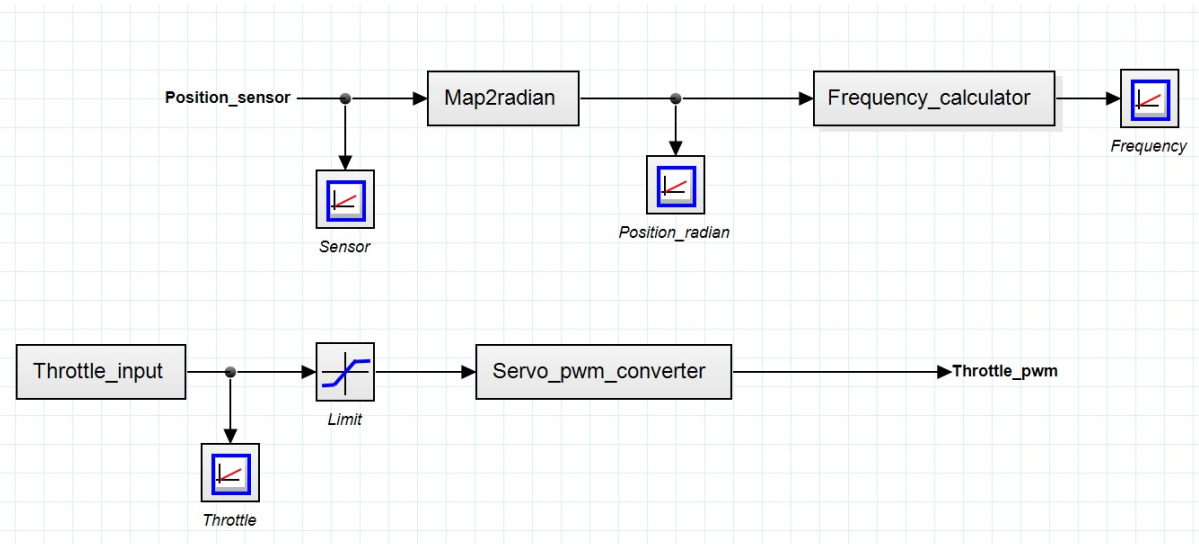 Position_sensor
Map2radian
Frequency_calculator
Frequency
Sensor
Position_radian
Throttle_input
Servo_pwm_converter
Throttle_pwm
Limit
Throttle